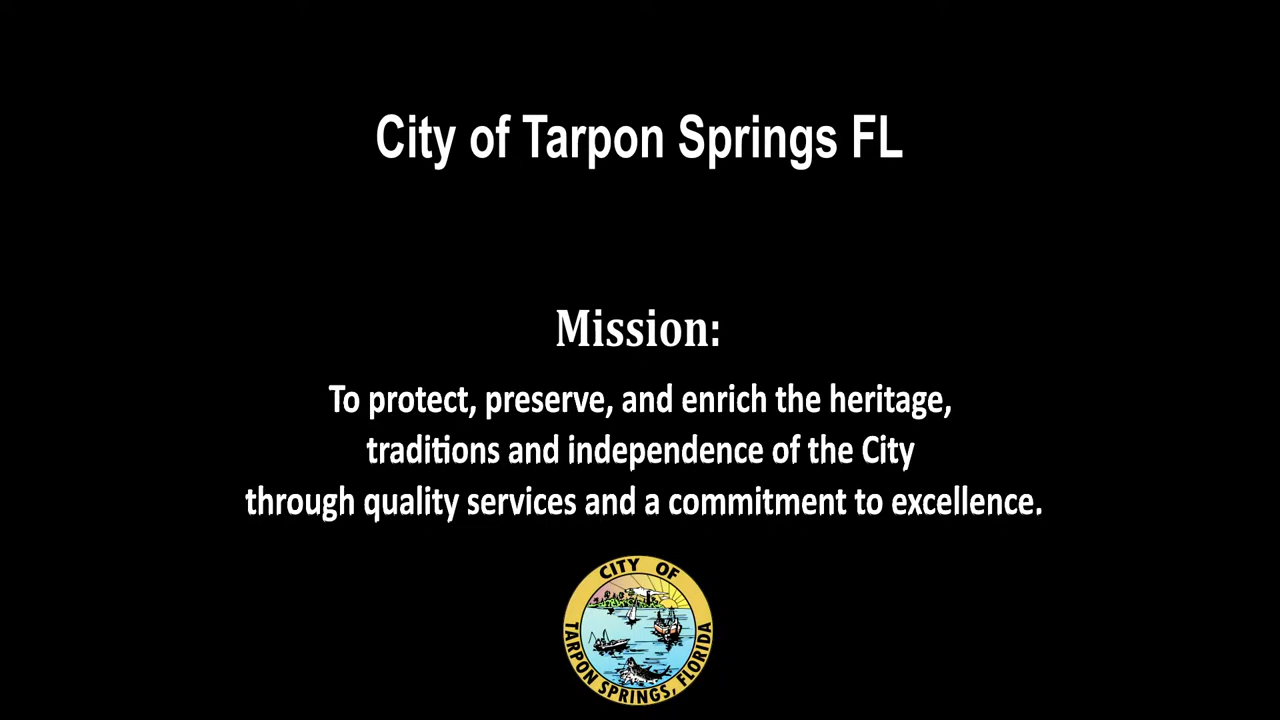 City of Tarpon Springs FL
Mission:
To protect, preserve, and enrich the heritage,
traditions and independence of the City
through quality services and a commitment to excellence.
CITY OF
TARPON SPRINGS, FLORIDA